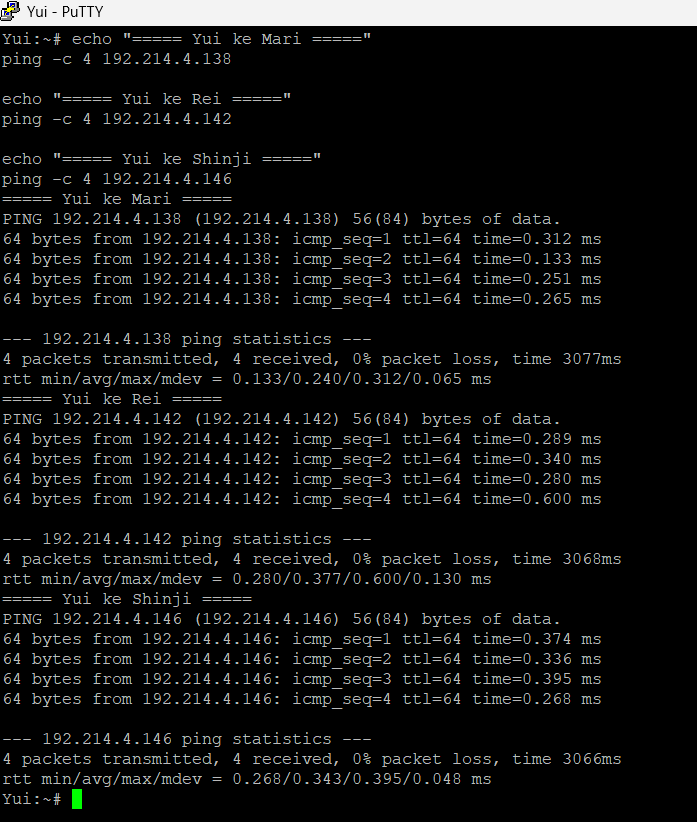 Yui - PuTTY
Yui:~# echo "===== Yui ke Mari ====="
ping -c 4 192.214.4.138
echo "===== Yui ke Rei ====="
ping -c 4 192.214.4.142
echo "===== Yui ke Shinji ====="
ping -c 4 192.214.4.146
===== Yui ke Mari =====
PING 192.214.4.138 (192.214.4.138) 56(84) bytes of data.
64 bytes from 192.214.4.138: icmp_seq=1 ttl=64 time=0.312 ms
64 bytes from 192.214.4.138: icmp_seq=2 ttl=64 time=0.133 ms
64 bytes from 192.214.4.138: icmp_seq=3 ttl=64 time=0.251 ms
64 bytes from 192.214.4.138: icmp_seq=4 ttl=64 time=0.265 ms
--- 192.214.4.138 ping statistics ---
4 packets transmitted, 4 received, 0% packet loss, time 3077ms
rtt min/avg/max/mdev = 0.133/0.240/0.312/0.065 ms
===== Yui ke Rei =====
PING 192.214.4.142 (192.214.4.142) 56(84) bytes of data.
64 bytes from 192.214.4.142: icmp_seq=1 ttl=64 time=0.289 ms
64 bytes from 192.214.4.142: icmp_seq=2 ttl=64 time=0.340 ms
64 bytes from 192.214.4.142: icmp_seq=3 ttl=64 time=0.280 ms
64 bytes from 192.214.4.142: icmp_seq=4 ttl=64 time=0.600 ms
--- 192.214.4.142 ping statistics ---
4 packets transmitted, 4 received, 0% packet loss, time 3068ms
rtt min/avg/max/mdev = 0.280/0.377/0.600/0.130 ms
===== Yui ke Shinji =====
PING 192.214.4.146 (192.214.4.146) 56(84) bytes of data.
64 bytes from 192.214.4.146: icmp_seq=1 ttl=64 time=0.374 ms
64 bytes from 192.214.4.146: icmp_seq=2 ttl=64 time=0.336 ms
64 bytes from 192.214.4.146: icmp_seq=3 ttl=64 time=0.395 ms
64 bytes from 192.214.4.146: icmp_seq=4 ttl=64 time=0.268 ms
--- 192.214.4.146 ping statistics ---
4 packets transmitted, 4 received, 0% packet loss, time 3066ms
rtt min/avg/max/mdev = 0.268/0.343/0.395/0.048 ms
Yui:~#